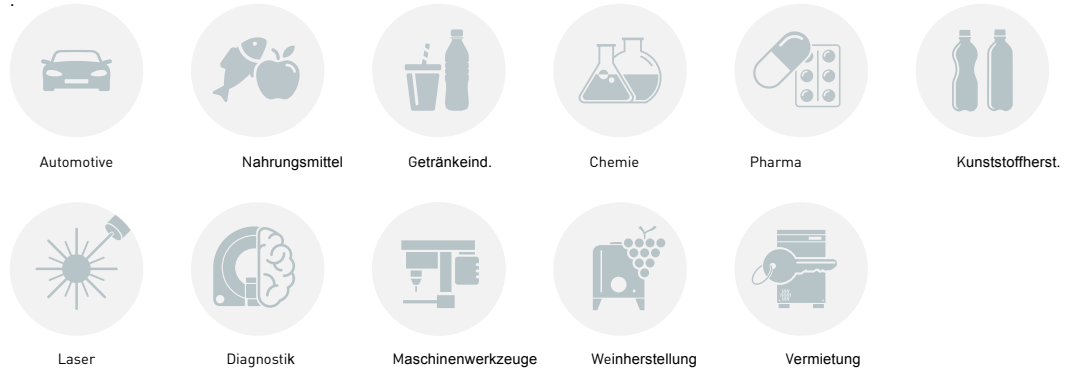 Automotive Nahrungsmittel Getränkeind. Chemie Pharma Kunststoffherst.
Laser Diagnostik Maschinenwerkzeuge Weinherstellung Vermietung